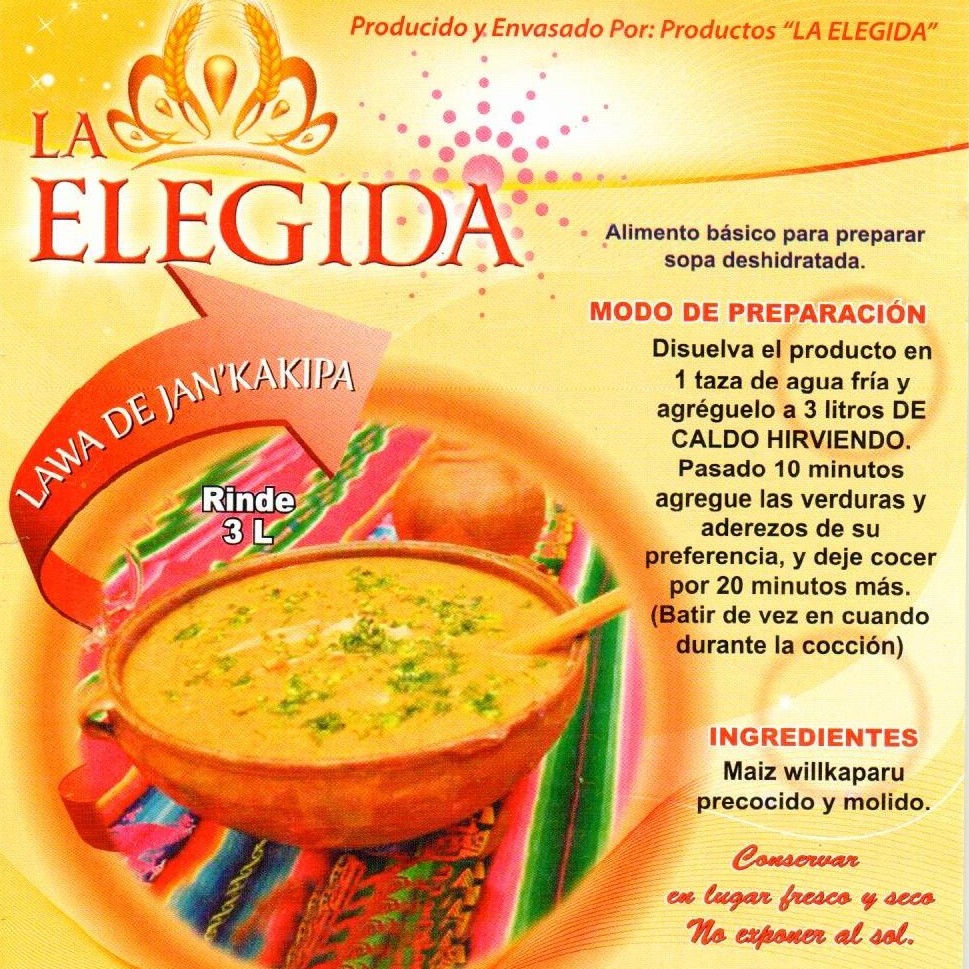 Producido y Envasado Por: Productos “LA ELEGIDA”
LA
ELEGIDA
Alimento básico para preparar
sopa deshidratada.
MODO DE PREPARACIÓN
Disuelva el producto en
1 taza de agua fría y
agréguelo a 3 litros DE
CALDO HIRVIENDO.
Pasado 10 minutos
agregue las verduras y
aderezos de su
preferencia, y deje cocer
por 20 minutos más.
(Batir de vez en cuando
durante la cocción)
LAWA DE JAN'KAKIPA
Rinde
3 L
INGREDIENTES
Maiz willkaparu
precocido y molido.
Conservar
en lugar fresco y seco
No exponer al sol.